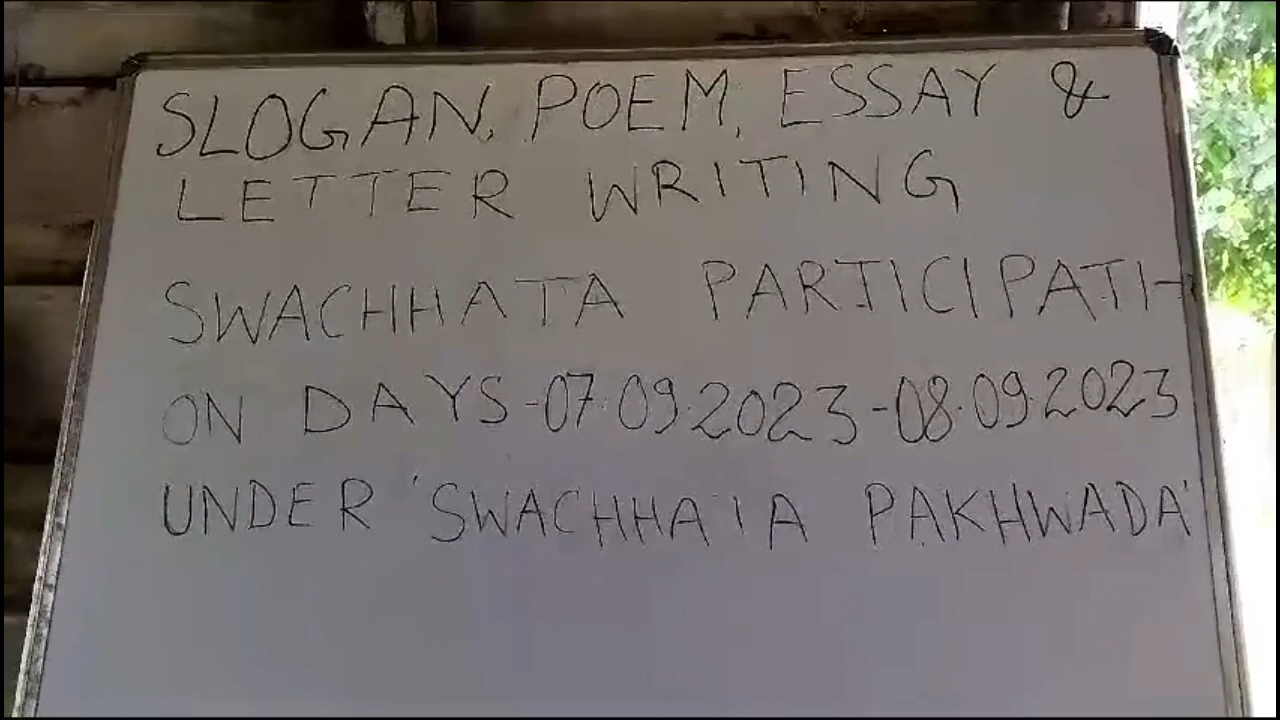 SLOGAN, POEM, ESSAY &
LETTER WRITING
SWACHHATA PARTICIPATI-
ON DAYS-07.09.2023-08.09.2023
UNDER 'SWACHHATA PAKHWADA'